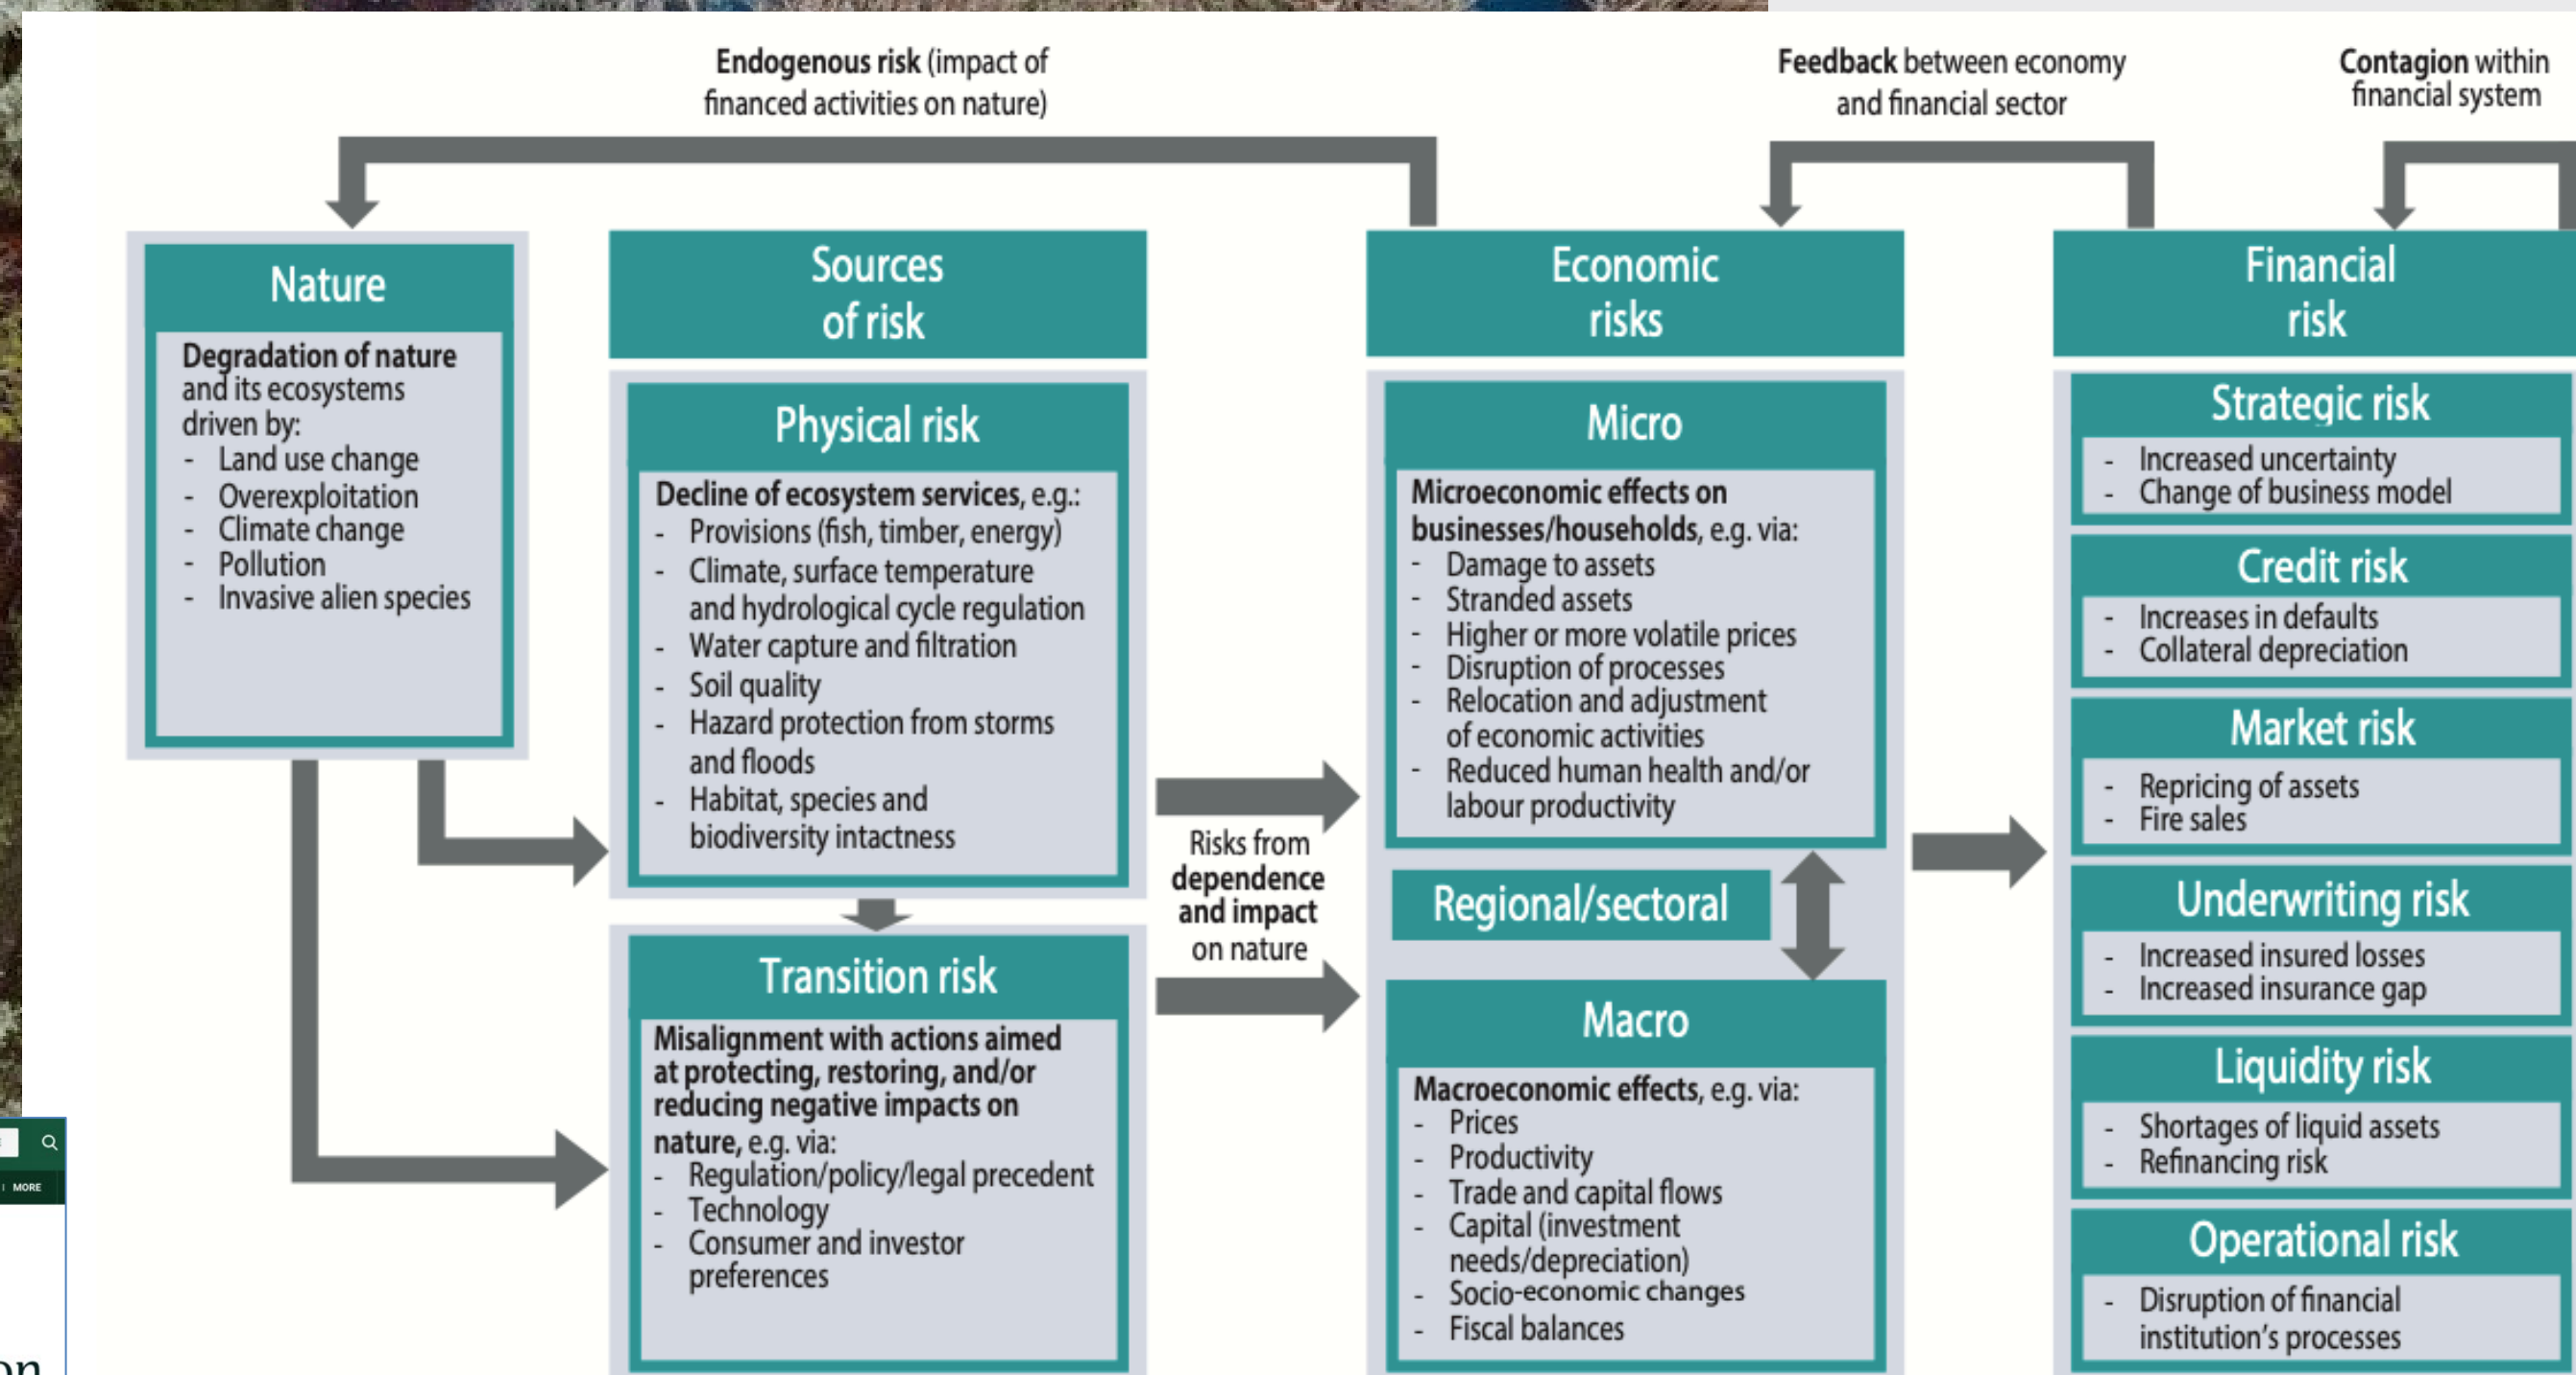 Endogenous risk (impact of
financed activities on nature)
Feedback between economy
and financial sector
Contagion within
financial system
Nature
Degradation of nature
and its ecosystems
driven by:
- Land use change
- Overexploitation
- Climate change
- Pollution
- Invasive alien species
Sources
of risk
Physical risk
Decline of ecosystem services, e.g.:
- Provisions (fish, timber, energy)
- Climate, surface temperature
and hydrological cycle regulation
- Water capture and filtration
- Soil quality
- Hazard protection from storms
and floods
- Habitat, species and
biodiversity intactness
Transition risk
Misalignment with actions aimed
at protecting, restoring, and/or
reducing negative impacts on
nature, e.g. via:
- Regulation/policy/legal precedent
- Technology
- Consumer and investor
preferences
Risks from
dependence
and impact
on nature
Economic
risks
Micro
Microeconomic effects on
businesses/households, e.g. via:
- Damage to assets
- Stranded assets
- Higher or more volatile prices
- Disruption of processes
- Relocation and adjustment
of economic activities
- Reduced human health and/or
labour productivity
Regional/sectoral
Macro
Macroeconomic effects, e.g. via:
- Prices
- Productivity
- Trade and capital flows
- Capital (investment
needs/depreciation)
- Socio-economic changes
- Fiscal balances
Financial
risk
Strategic risk
- Increased uncertainty
- Change of business model
Credit risk
- Increases in defaults
- Collateral depreciation
Market risk
- Repricing of assets
- Fire sales
Underwriting risk
- Increased insured losses
- Increased insurance gap
Liquidity risk
- Shortages of liquid assets
- Refinancing risk
Operational risk
- Disruption of financial
institution's processes
MORE